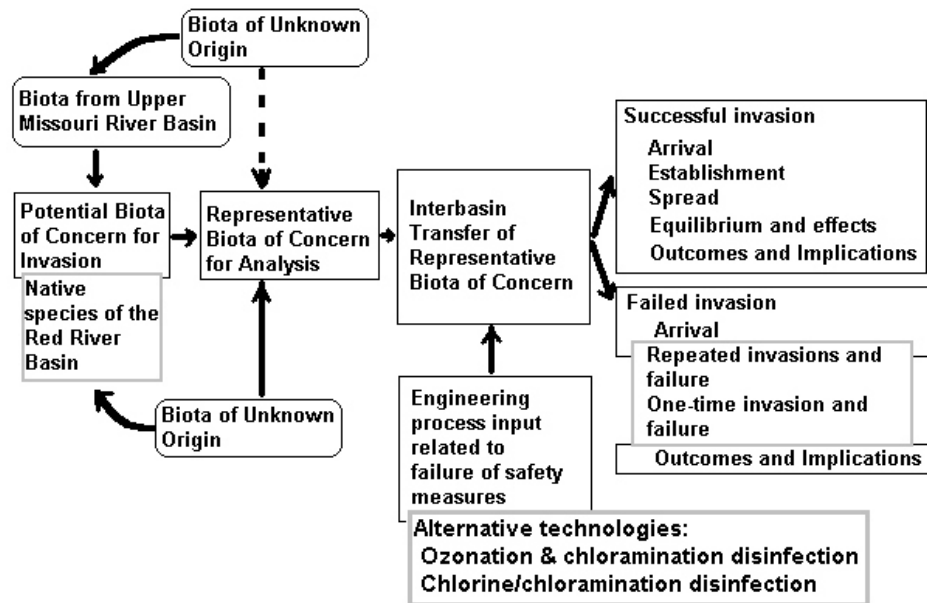 Biota of Unknown
Origin
Biota from Upper
Missouri River Basin
Potential Biota
of Concern for
Invasion
Native
species of the
Red River
Basin
Biota of Unknown
Origin
Representative
Biota of Concern
for Analysis
Interbasin
Transfer of
Representative
Biota of Concern
Engineering
process input
related to
failure of safety
measures
Alternative technologies:
Ozonation & chloramination disinfection
Chlorine/chloramination disinfection
Successful invasion
Arrival
Establishment
Spread
Equilibrium and effects
Outcomes and Implications
Failed invasion
Arrival
Repeated invasions and
failure
One-time invasion and
failure
Outcomes and Implications